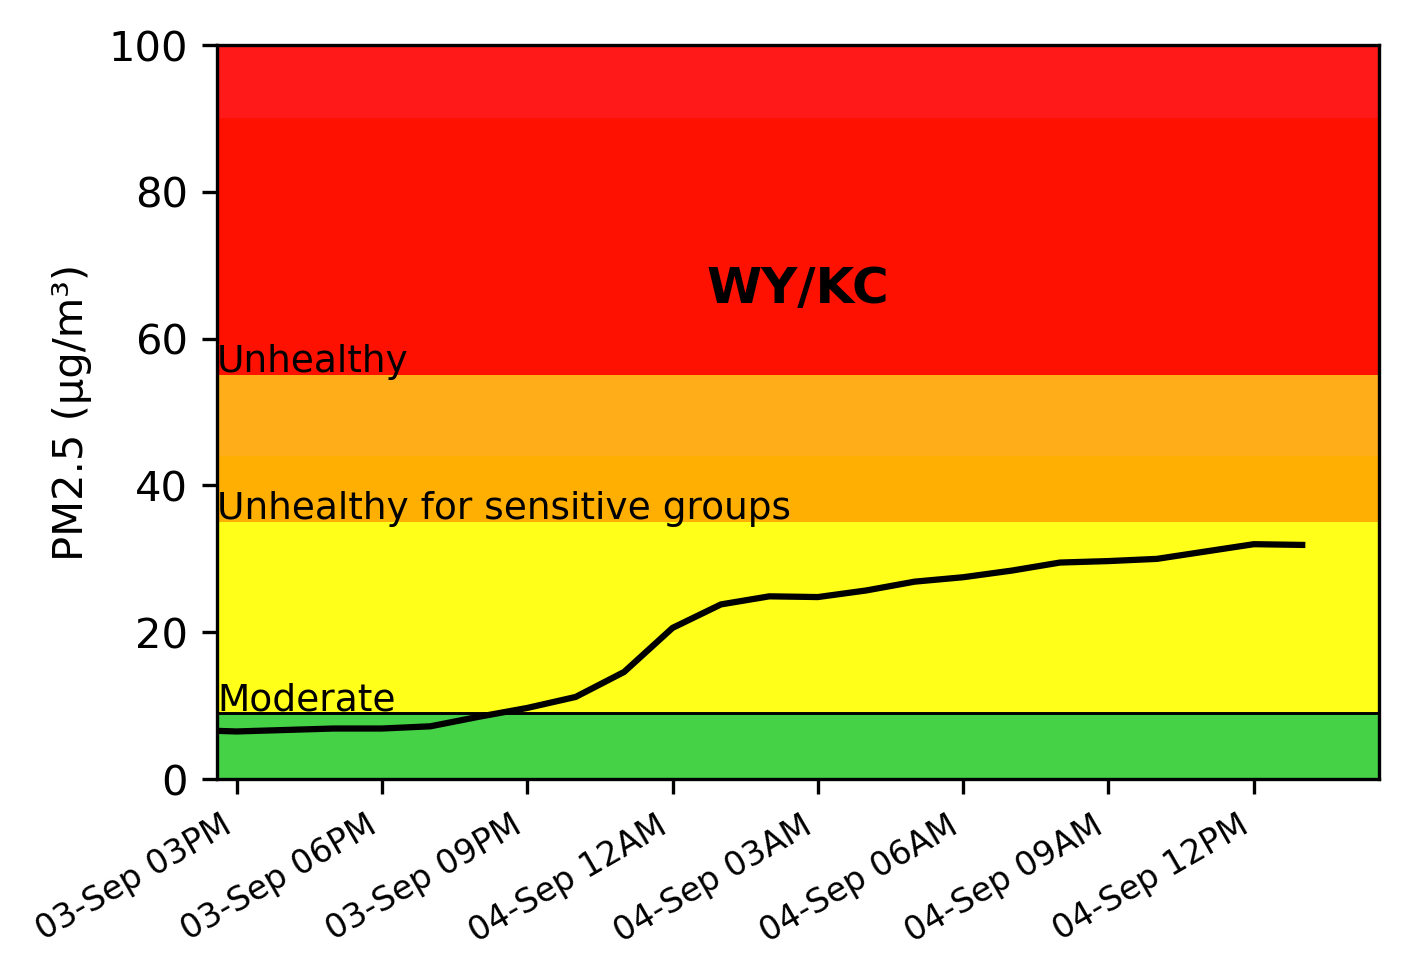 100
80
60
40
20
0
PM2.5 (µg/m³)
WY/KC
Unhealthy
Unhealthy for sensitive groups
Moderate
03-Sep 03PM
03-Sep 06PM
03-Sep 09PM
04-Sep 12AM
04-Sep 03AM
04-Sep 06AM
04-Sep 09AM
04-Sep 12PM